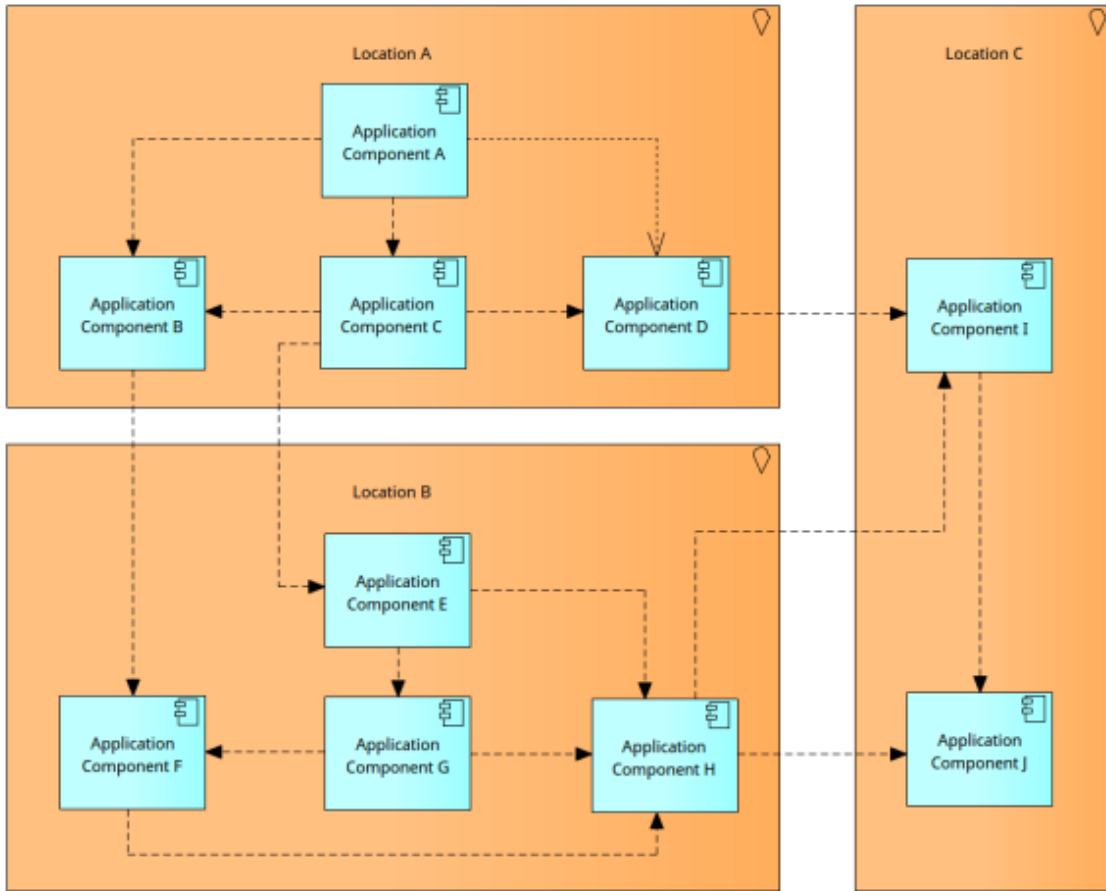 Location A
Location C
Application
Component A
Application
Component B
Application
Component C
Application
Component D
Application
Component I
Location B
Application
Component E
Application
Component F
Application
Component G
Application
Component H
Application
Component J